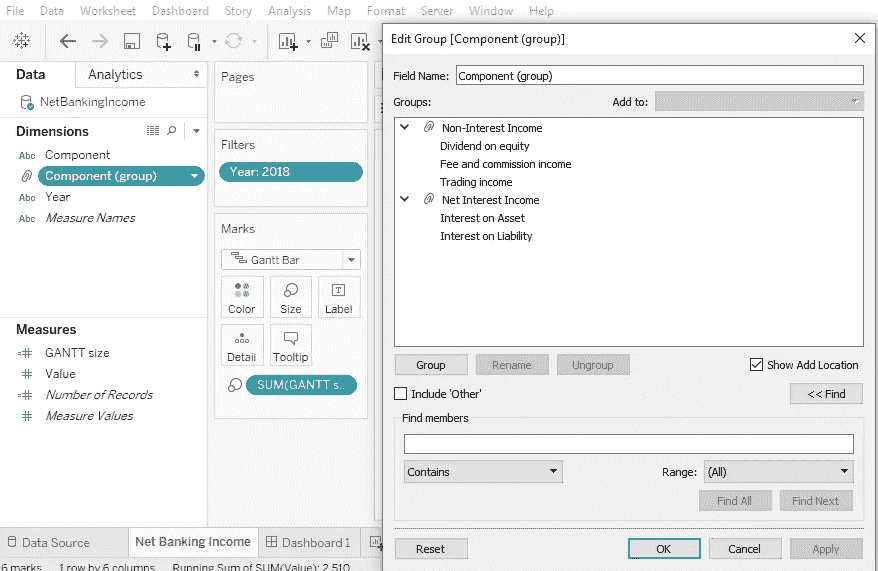 File Data Worksheet Dashboard Story Analysis Map Format Server Window Help
Data Analytics
NetBankingIncome
Dimensions
Abc Component
Component (group)
Abc Year
Abc Measure Names
Measures
GANTT size
Value
Number of Records
Measure Values
Pages
Filters
Year: 2018
Marks
Gantt Bar
Color Size Label
Detail Tooltip
SUM(GANTT s..
Edit Group [Component (group)]
Field Name: Component (group)
Groups: Add to:
Non-Interest Income
Dividend on equity
Fee and commission income
Trading income
Net Interest Income
Interest on Asset
Interest on Liability
Group Rename Ungroup Show Add Location
Include 'Other' << Find
Find members
Contains Range: (All)
Find All Find Next
Reset OK Cancel Apply
Data Source Net Banking Income Dashboard 1
6 marks 1 row by 6 columns Running Sum of SUM(Value): 2,510